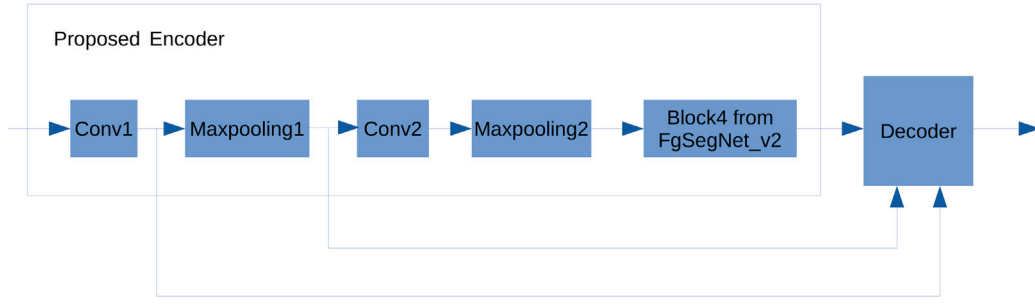 Proposed Encoder
Conv1
Maxpooling1
Conv2
Maxpooling2
Block4 from
FgSegNet_v2
Decoder